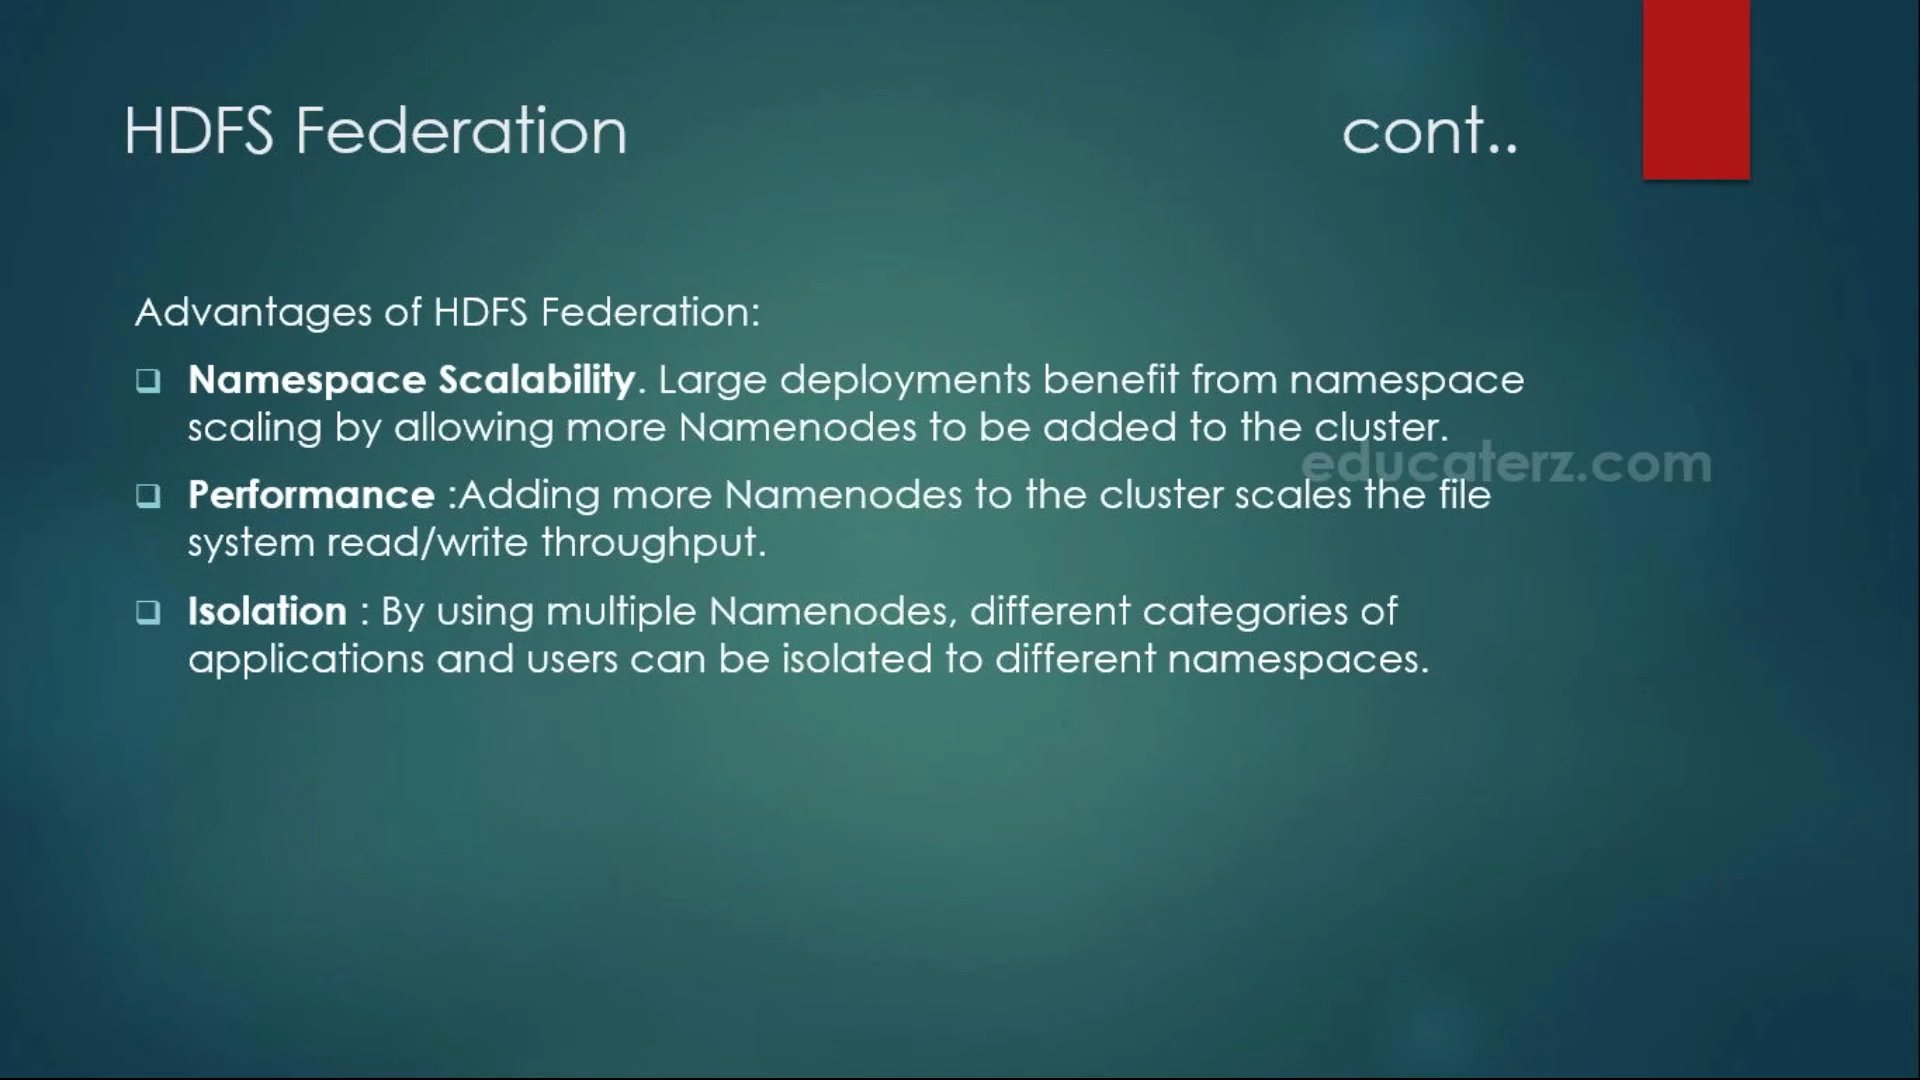 HDFS Federation cont..
Advantages of HDFS Federation:
Namespace Scalability. Large deployments benefit from namespace
scaling by allowing more Namenodes to be added to the cluster.
educaterz.com
Performance :Adding more Namenodes to the cluster scales the file
system read/write throughput.
Isolation : By using multiple Namenodes, different categories of
applications and users can be isolated to different namespaces.